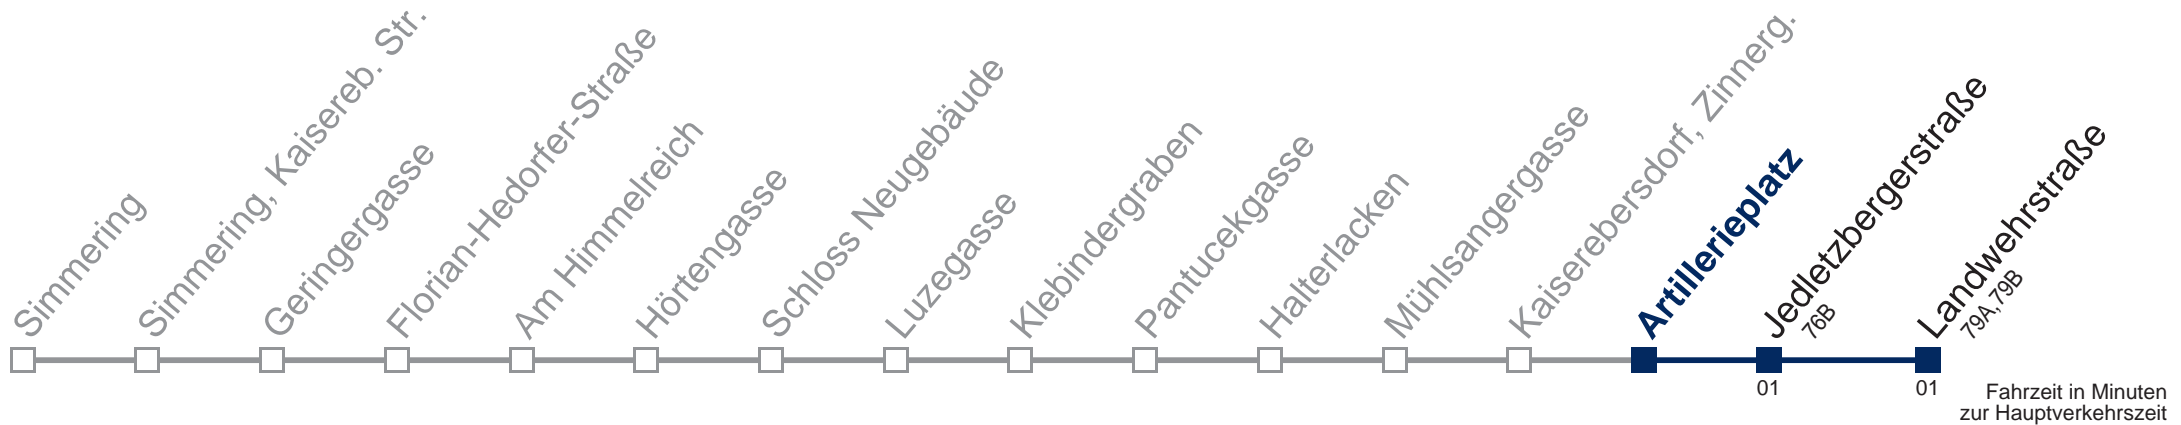 Simmering
Simmering, Kaisereb. Str.
Geringergasse
Florian-Hedorfer-Straße
Am Himmelreich
Hörtengasse
Schloss Neugebäude
Luzegasse
Klebindergraben
Pantucekgasse
Halterlacken
Mühlsangergasse
Kaiserebersdorf, Zinnerg.
Artillerieplatz
Jedletzbergerstraße
76B
Landwehrstraße
79A,79B
01
01
Fahrzeit in Minuten
zur Hauptverkehrszeit